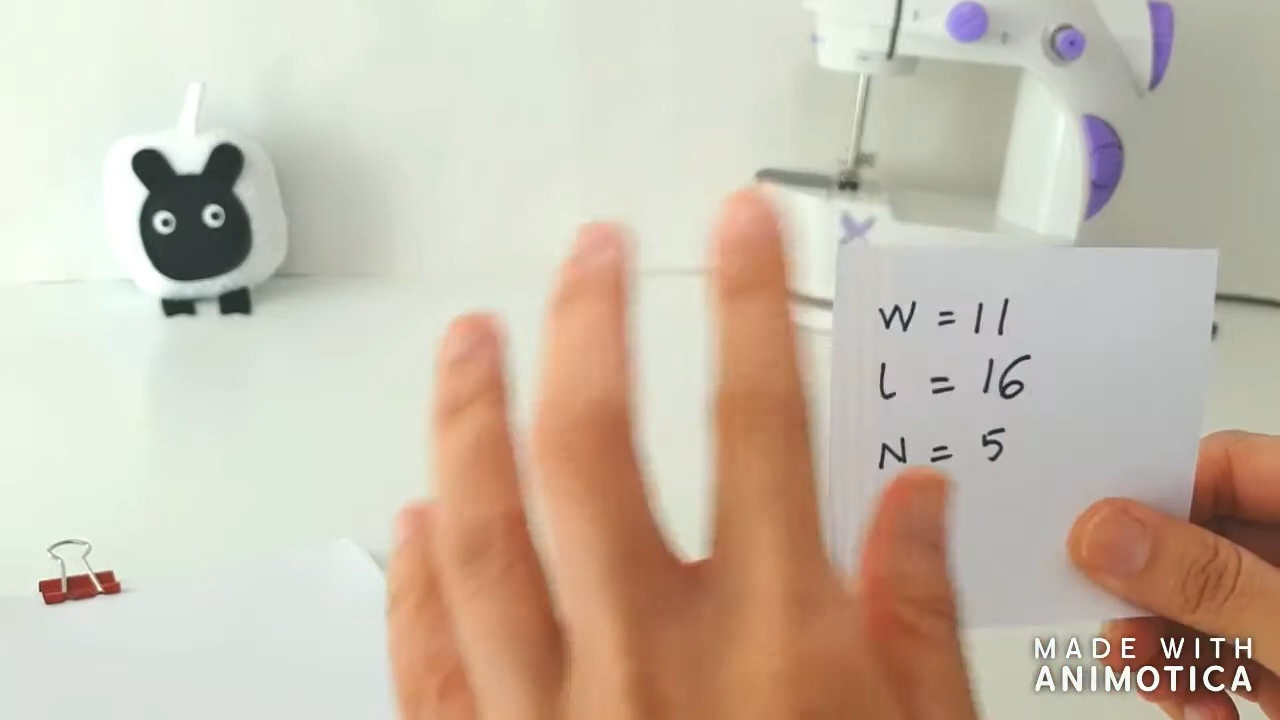 W = 11
L = 16
N = 5
MADE WITH
ANIMOTICA